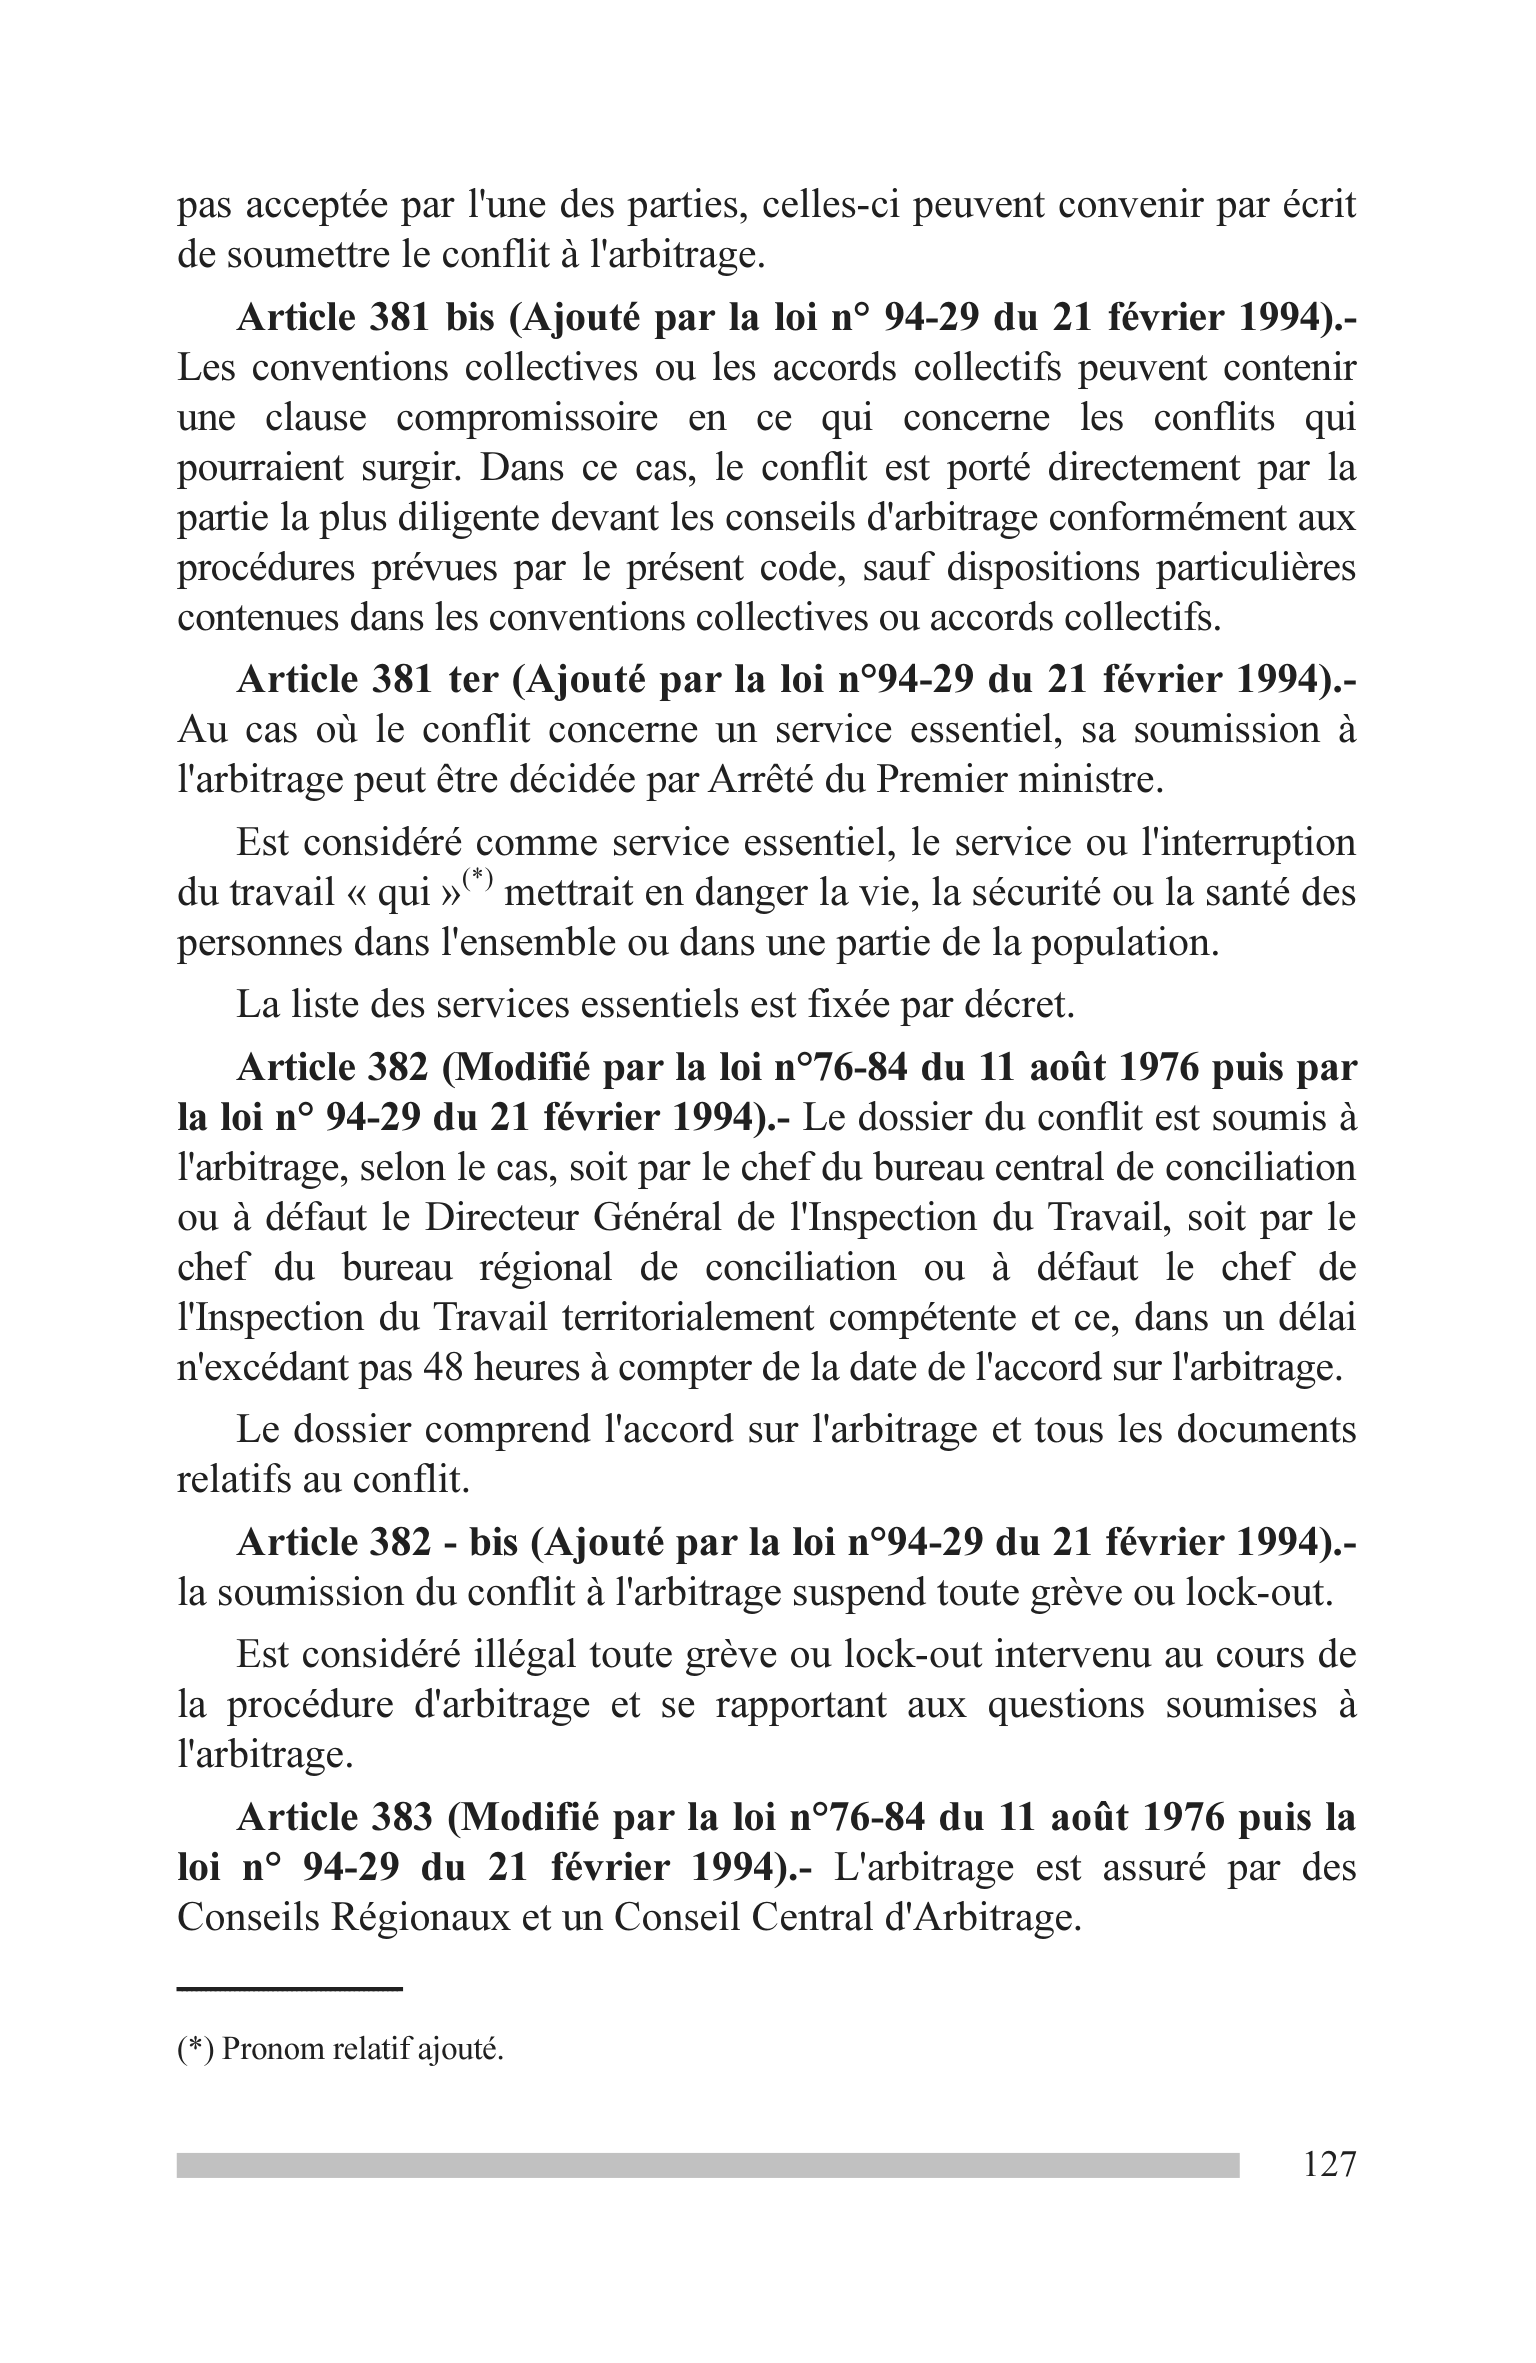 pas acceptée par l'une des parties, celles-ci peuvent convenir par écrit
de soumettre le conflit à l'arbitrage.
Article 381 bis (Ajouté par la loi n° 94-29 du 21 février 1994).-
Les conventions collectives ou les accords collectifs peuvent contenir
une clause compromissoire en ce qui concerne les conflits qui
pourraient surgir. Dans ce cas, le conflit est porté directement par la
partie la plus diligente devant les conseils d'arbitrage conformément aux
procédures prévues par le présent code, sauf dispositions particulières
contenues dans les conventions collectives ou accords collectifs.
Article 381 ter (Ajouté par la loi n°94-29 du 21 février 1994).-
Au cas où le conflit concerne un service essentiel, sa soumission à
l'arbitrage peut être décidée par Arrêté du Premier ministre.
Est considéré comme service essentiel, le service ou l'interruption
du travail « qui »(*) mettrait en danger la vie, la sécurité ou la santé des
personnes dans l'ensemble ou dans une partie de la population.
La liste des services essentiels est fixée par décret.
Article 382 (Modifié par la loi n°76-84 du 11 août 1976 puis par
la loi n° 94-29 du 21 février 1994).- Le dossier du conflit est soumis à
l'arbitrage, selon le cas, soit par le chef du bureau central de conciliation
ou à défaut le Directeur Général de l'Inspection du Travail, soit par le
chef du bureau régional de conciliation ou à défaut le chef de
l'Inspection du Travail territorialement compétente et ce, dans un délai
n'excédant pas 48 heures à compter de la date de l'accord sur l'arbitrage.
Le dossier comprend l'accord sur l'arbitrage et tous les documents
relatifs au conflit.
Article 382 - bis (Ajouté par la loi n°94-29 du 21 février 1994).-
la soumission du conflit à l'arbitrage suspend toute grève ou lock-out.
Est considéré illégal toute grève ou lock-out intervenu au cours de
la procédure d'arbitrage et se rapportant aux questions soumises à
l'arbitrage.
Article 383 (Modifié par la loi n°76-84 du 11 août 1976 puis la
loi n° 94-29 du 21 février 1994).- L'arbitrage est assuré par des
Conseils Régionaux et un Conseil Central d'Arbitrage.
(*) Pronom relatif ajouté.
127